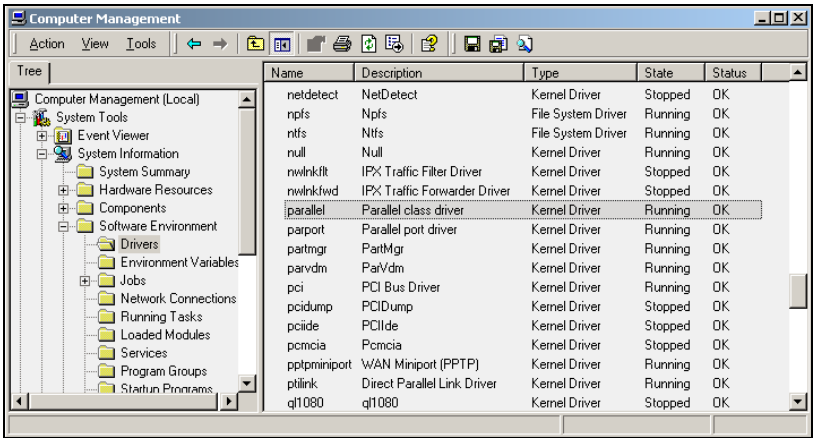 Computer Management
Action View Tools
Tree
Computer Management (Local)
System Tools
Event Viewer
System Information
System Summary
Hardware Resources
Components
Software Environment
Drivers
Environment Variables
Jobs
Network Connections
Running Tasks
Loaded Modules
Services
Program Groups
Startup Programs
Name Description Type State Status
netdetect NetDetect Kernel Driver Stopped OK
npfs Npfs File System Driver Running OK
ntfs Ntfs File System Driver Running OK
null Null Kernel Driver Running OK
nwlnkflt IPX Traffic Filter Driver Kernel Driver Stopped OK
nwlnkfwd IPX Traffic Forwarder Driver Kernel Driver Stopped OK
parallel Parallel class driver Kernel Driver Running OK
parport Parallel port driver Kernel Driver Running OK
partmgr PartMgr Kernel Driver Running OK
parvdm ParVdm Kernel Driver Running OK
pci PCI Bus Driver Kernel Driver Running OK
pcidump PCIDump Kernel Driver Stopped OK
pciide PCIIde Kernel Driver Stopped OK
pcmcia Pcmcia Kernel Driver Stopped OK
pptpminiport WAN Miniport (PPTP) Kernel Driver Running OK
ptilink Direct Parallel Link Driver Kernel Driver Running OK
ql1080 ql1080 Kernel Driver Stopped OK